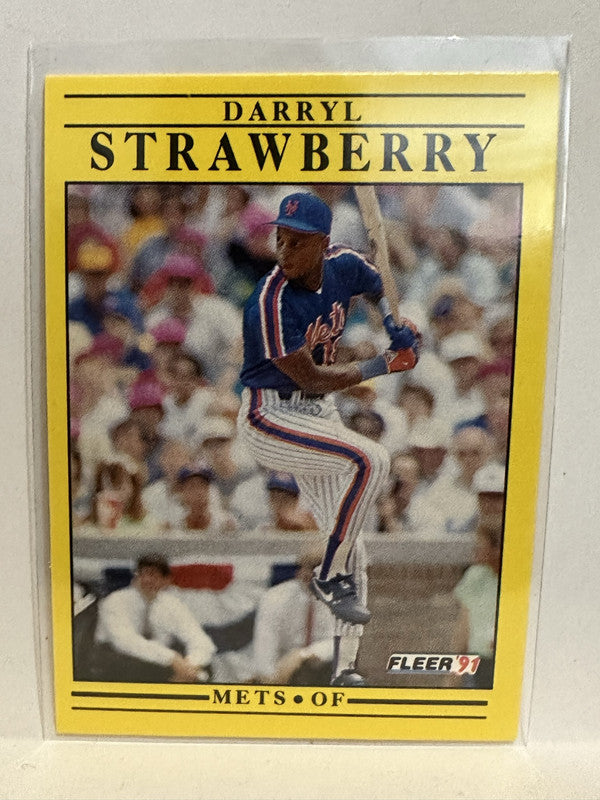 DARRYL
STRAWBERRY
Mets
FLEER '91
METS • OF